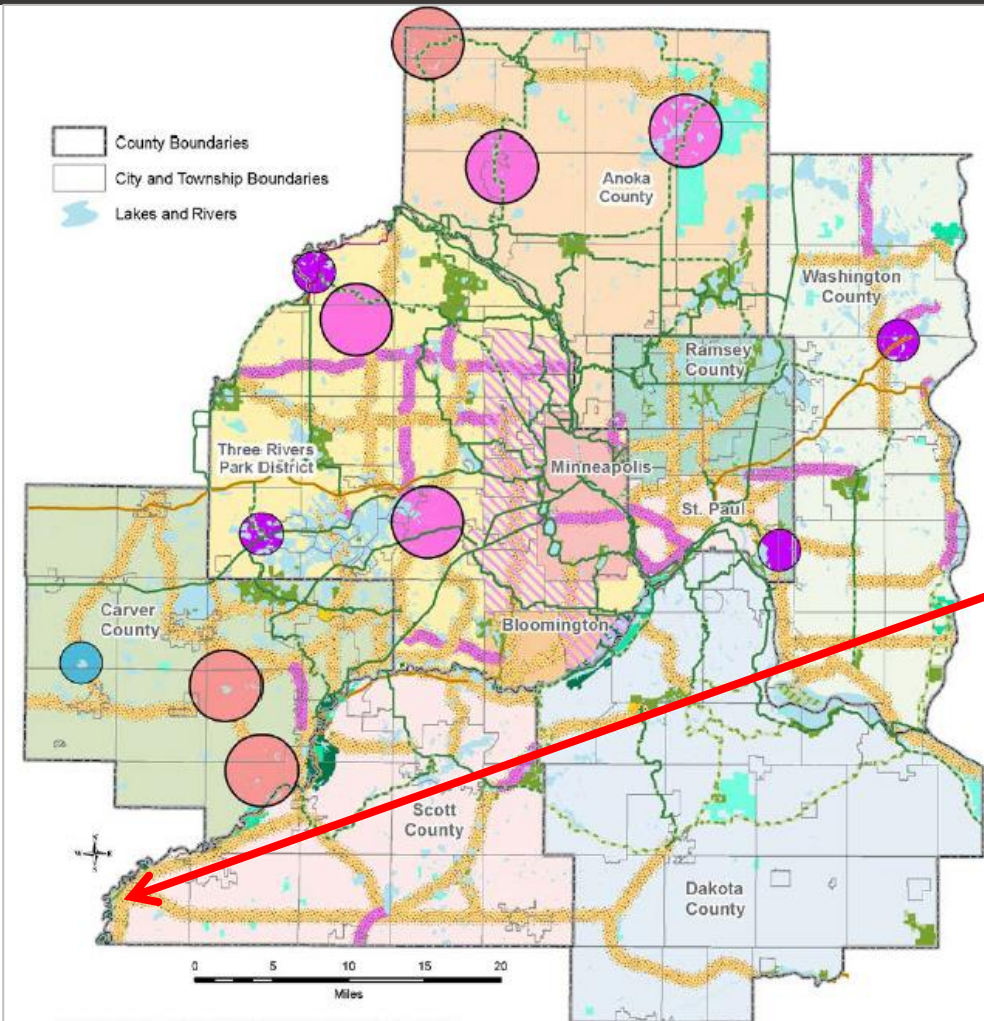 County Boundaries
City and Township Boundaries
Lakes and Rivers
Anoka
County
Washington
County
Ramsey
County
Three Rivers
Park District
Minneapolis
St. Paul
Carver
County
Bloomington
Scott
County
Dakota
County
0 5 10 15 20
Miles